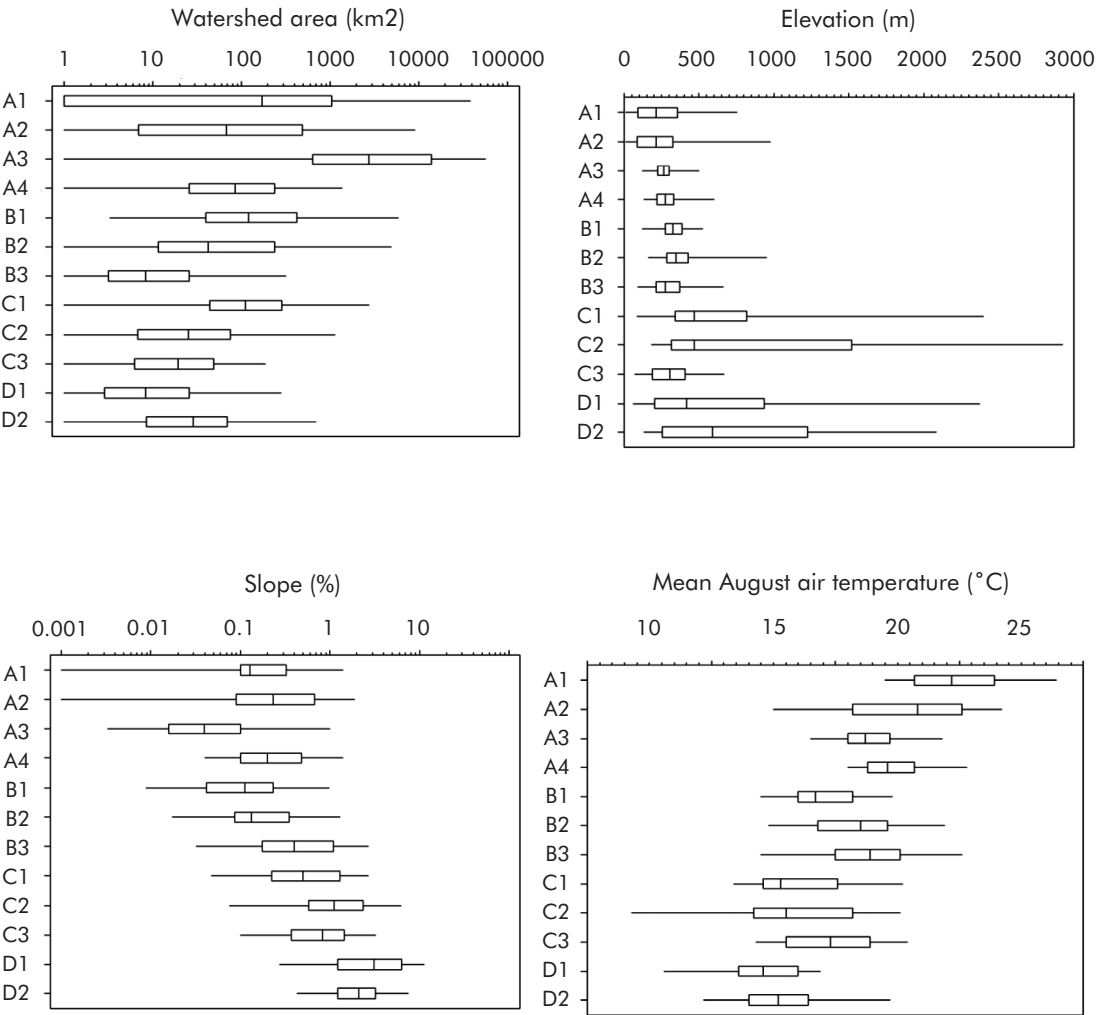 Watershed area (km2)
1 10 100 1000 10000 100000
A1
A2
A3
A4
B1
B2
B3
C1
C2
C3
D1
D2
Elevation (m)
0 500 1000 1500 2000 2500 3000
A1
A2
A3
A4
B1
B2
B3
C1
C2
C3
D1
D2
Slope (%)
0.001 0.01 0.1 1 10
A1
A2
A3
A4
B1
B2
B3
C1
C2
C3
D1
D2
Mean August air temperature (˚C)
10 15 20 25
A1
A2
A3
A4
B1
B2
B3
C1
C2
C3
D1
D2